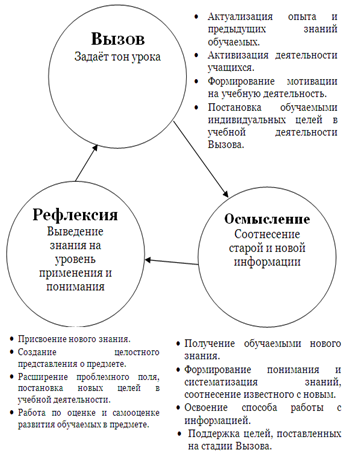 Вызов
Задаёт тон урока
• Актуализация опыта и
предыдущих знаний
обучаемых.
• Активизация деятельности
учащихся.
• Формирование мотивации
на учебную деятельность.
• Постановка обучаемыми
индивидуальных целей в
учебной деятельности
Вызова.
Рефлексия
Выведение
знания на
уровень
применения и
понимания
Осмысление
Соотнесение
старой и новой
информации
• Присвоение нового знания.
• Создание целостного
представления о предмете.
• Расширение проблемного поля,
постановка новых целей в
учебной деятельности.
• Работа по оценке и самооценке
развития обучаемых в предмете.
• Получение обучаемыми нового
знания.
• Формирование понимания и
систематизация знаний,
соотнесение известного с новым.
• Освоение способа работы с
информацией.
• Поддержка целей, поставленных
на стадии Вызова.